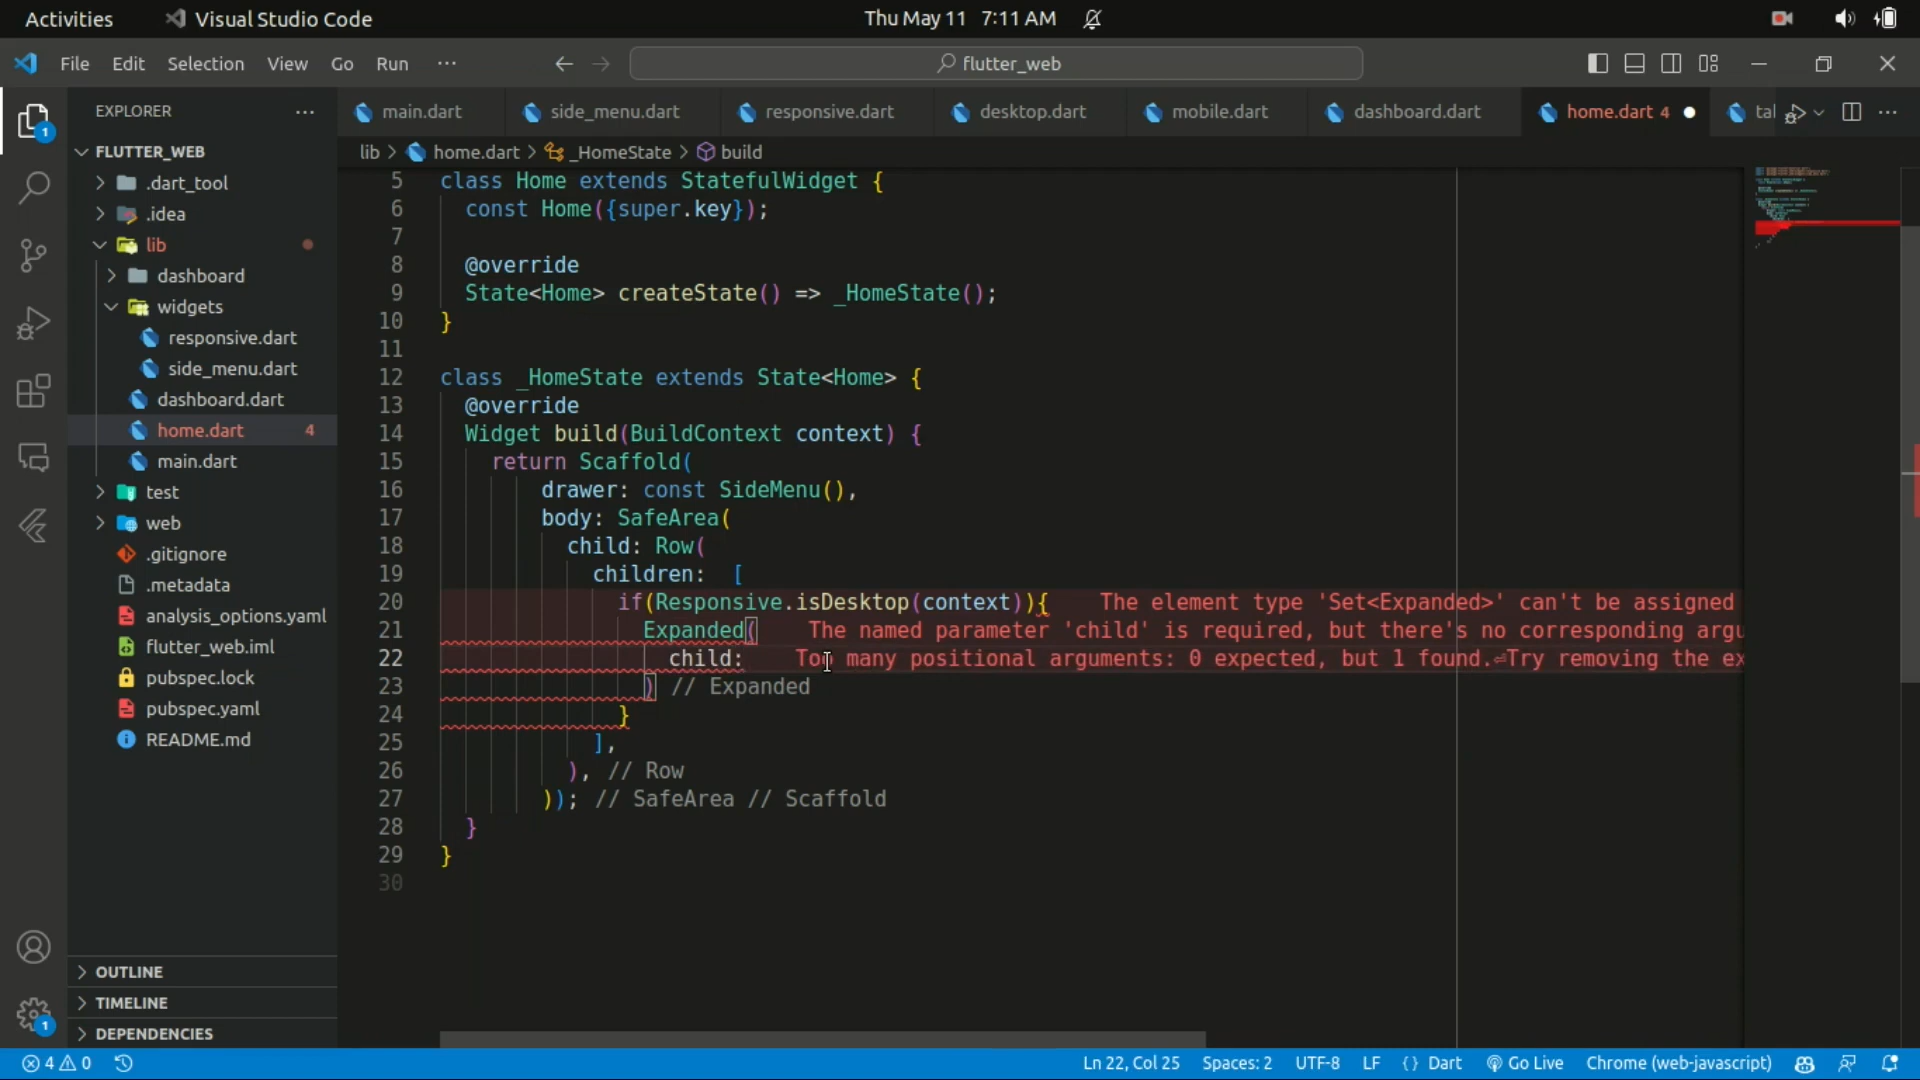 Activities
Visual Studio Code
Thu May 11 7:11 AM
File Edit Selection View Go Run ···
flutter_web
EXPLORER
main.dart
side_menu.dart
responsive.dart
desktop.dart
mobile.dart
dashboard.dart
home.dart 4
tal
lib > home.dart > _HomeState > build
FLUTTER_WEB
.dart_tool
.idea
lib
dashboard
widgets
responsive.dart
side_menu.dart
dashboard.dart
home.dart 4
main.dart
test
web
.gitignore
.metadata
analysis_options.yaml
flutter_web.iml
pubspec.lock
pubspec.yaml
README.md
OUTLINE
TIMELINE
DEPENDENCIES
1
1
5 class Home extends StatefulWidget {
6 const Home({super.key});
7
8 @override
9 State<Home> createState() => _HomeState();
10 }
11
12 class _HomeState extends State<Home> {
13 @override
14 Widget build(BuildContext context) {
15 return Scaffold(
16 drawer: const SideMenu(),
17 body: SafeArea(
18 child: Row(
19 children: [
20 if(Responsive.isDesktop(context)){ The element type 'Set<Expanded>' can't be assigned
21 Expanded( The named parameter 'child' is required, but there's no corresponding argu
22 child: Too many positional arguments: 0 expected, but 1 found.⏎Try removing the ex
23 ) // Expanded
24 }
25 ],
26 ), // Row
27 )); // SafeArea // Scaffold
28 }
29 }
30
4 0
Ln 22, Col 25
Spaces: 2
UTF-8
LF
{ } Dart
Go Live
Chrome (web-javascript)